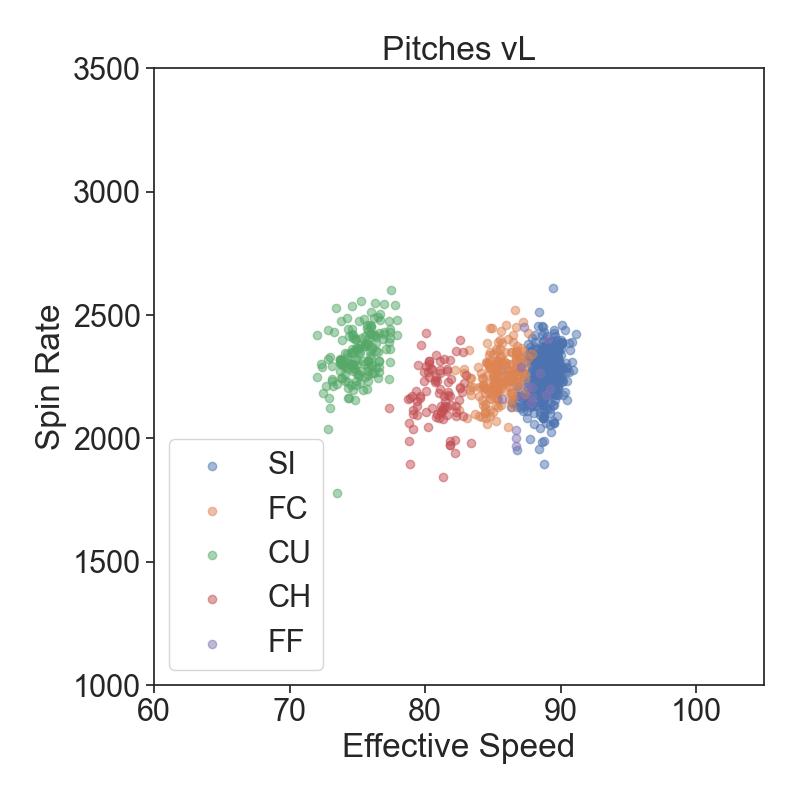 Pitches vL
3500
3000
2500
2000
1500
1000
Spin Rate
SI
FC
CU
CH
FF
60 70 80 90 100
Effective Speed